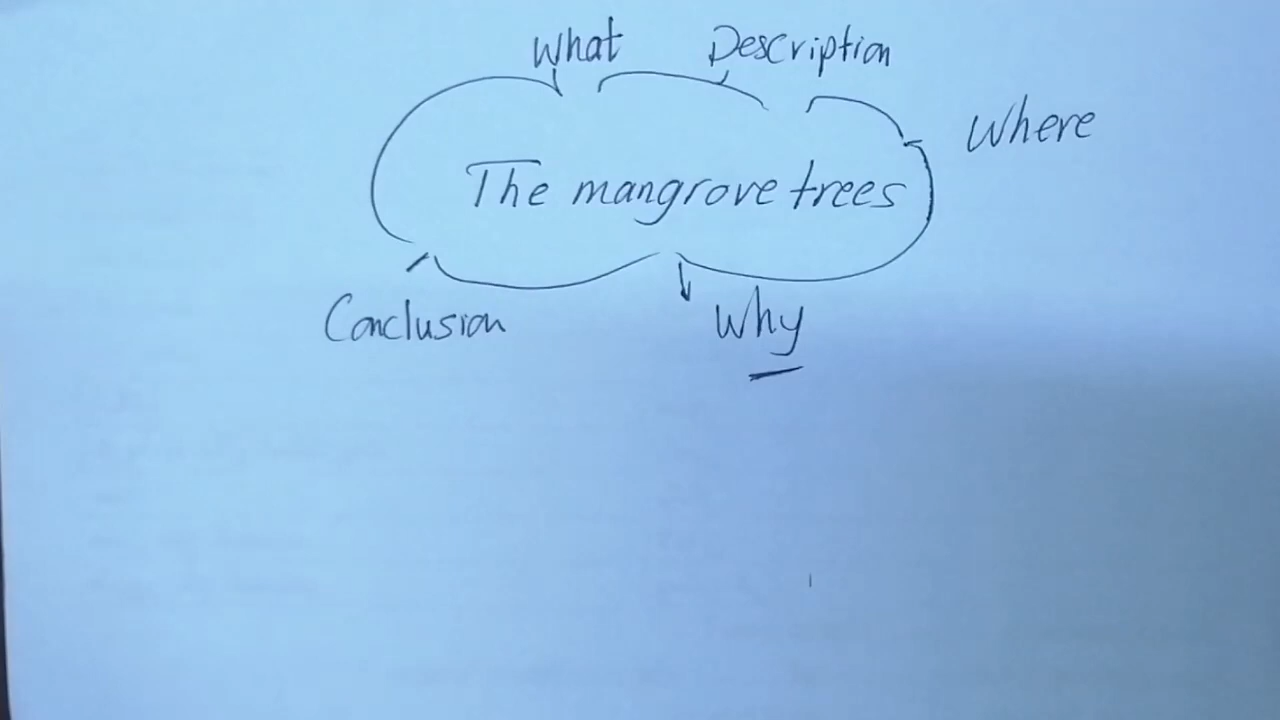 What
Description
Where
The mangrove trees
Conclusion
Why